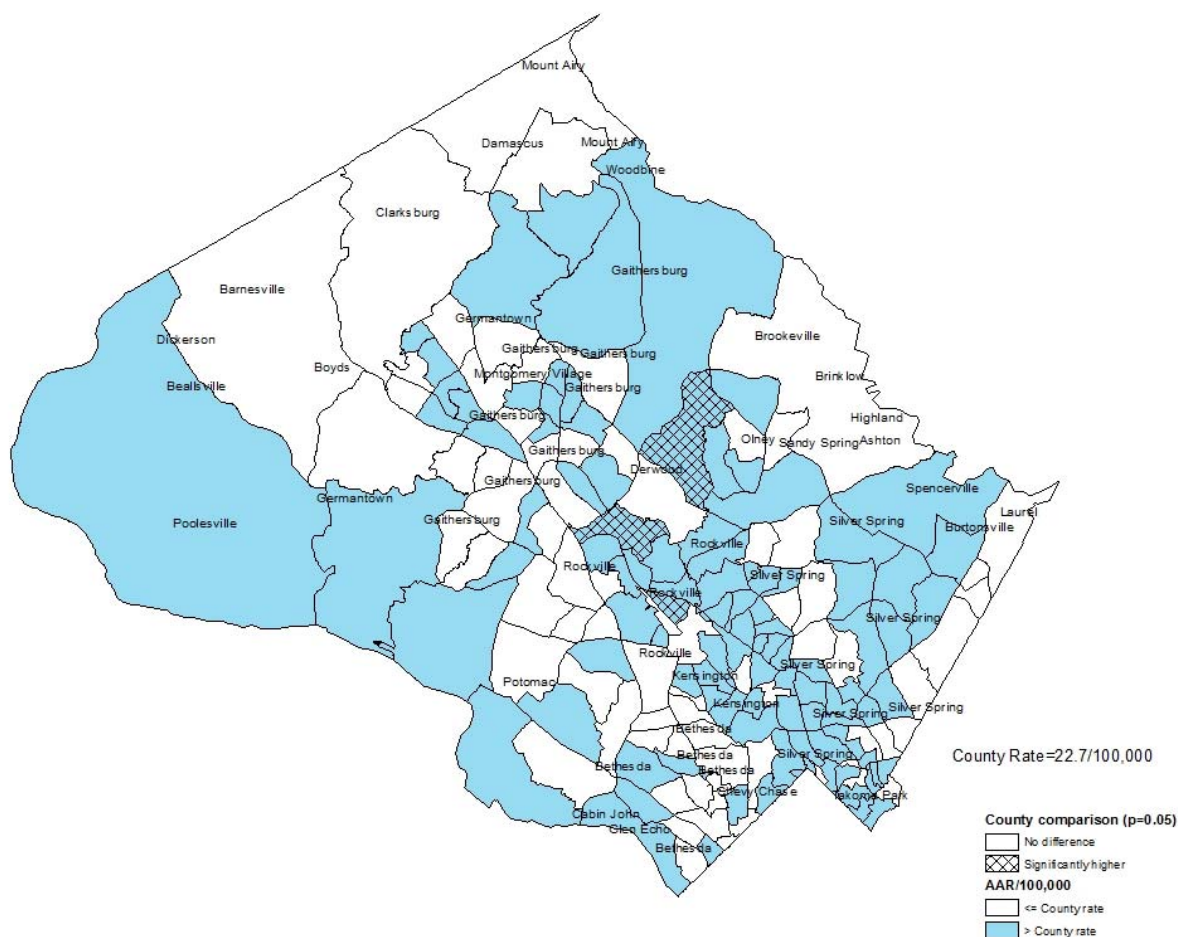 Mount Airy
Damascus
Mount Airy
Woodbine
Clarksburg
Gaithersburg
Barnesville
Germantown
Dickerson
Brookeville
Gaithersburg
Gaithersburg
Boyds
Montgomery Village
Brinklow
Beallsville
Gaithersburg
Gaithersburg
Highland
Olney
Sandy Spring
Ashton
Gaithersburg
Derwood
Gaithersburg
Spencerville
Germantown
Laurel
Poolesville
Gaithersburg
Silver Spring
Burtonsville
Rockville
Rockville
Silver Spring
Rockville
Silver Spring
Rockville
Silver Spring
Kensington
Potomac
Kensington
Silver Spring
Silver Spring
Bethesda
Bethesda
Silver Spring
County Rate=22.7/100,000
Bethesda
Bethesda
Chevy Chase
Takoma Park
Cabin John
Glen Echo
Bethesda
County comparison (p=0.05)
No difference
Significantly higher
AAR/100,000
<= County rate
> County rate